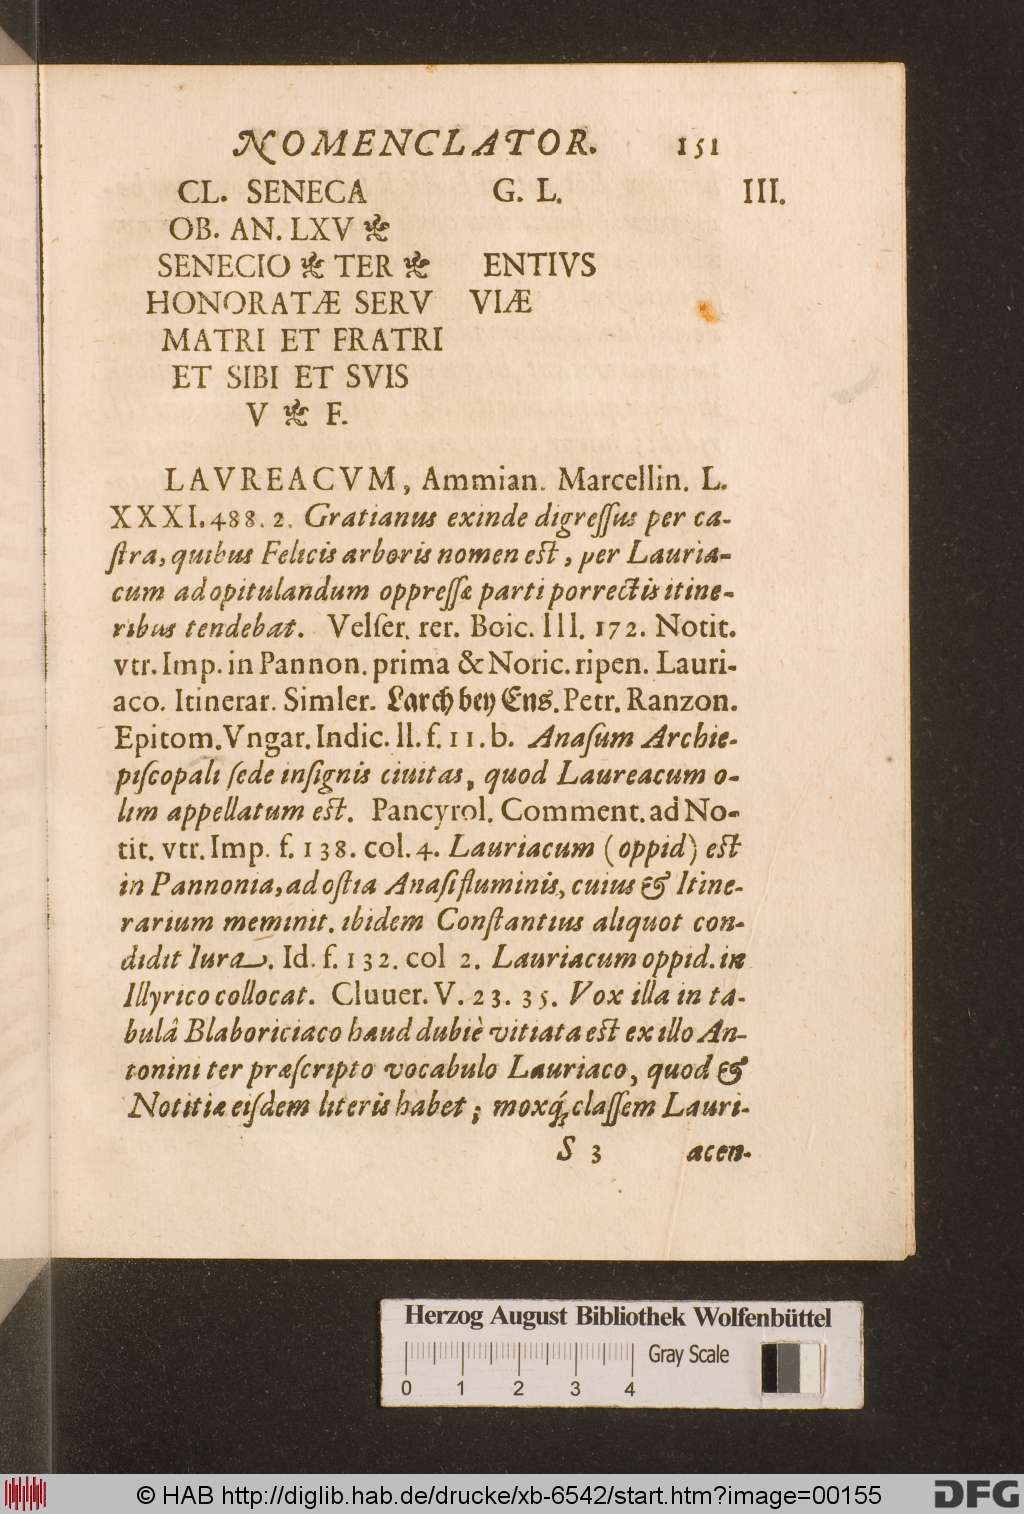 NOMENCLATOR. 151
CL. SENECA G. L. III.
OB. AN. LXV ❦
SENECIO ❦ TER ❦ ENTIVS
HONORATÆ SERV VIÆ
MATRI ET FRATRI
ET SIBI ET SVIS
V ❦ F.
LAVREACVM, Ammian. Marcellin. L.
XXXI. 488. 2. Gratianus exinde digreſſus per ca-
ſtra, quibus Felicis arboris nomen est, per Lauria-
cum ad opitulandum oppreſſæ parti porrectis itine-
ribus tendebat. Velſer. rer. Boic. lll. 172. Notit.
vtr. Imp. in Pannon. prima & Noric. ripen. Lauri-
aco. Itinerar. Simler. Larch bey Ens. Petr. Ranzon.
Epitom. Vngar. Indic. ll. f. 11. b. Anaſum Archie-
piſcopali ſede inſignis ciuitas, quod Laureacum o-
lim appellatum est. Pancyrol. Comment. ad No-
tit. vtr. Imp. f. 138. col. 4. Lauriacum (oppid) est
in Pannonia, ad oſtia Anaſi fluminis, cuius & Itine-
rarium meminit. ibidem Conſtantius aliquot con-
didit Iura. Id. f. 132. col 2. Lauriacum oppid. in
Illyrico collocat. Cluuer. V. 23. 35. Vox illa in ta-
bulâ Blaboriciaco haud dubiè vitiata est ex illo An-
tonini ter præſcripto vocabulo Lauriaco, quod &
Notitiæ eiſdem literis habet; moxq́; claſſem Lauri-
S 3 acen-
Herzog August Bibliothek Wolfenbüttel
Gray Scale
0 1 2 3 4
© HAB http://diglib.hab.de/drucke/xb-6542/start.htm?image=00155
DFG